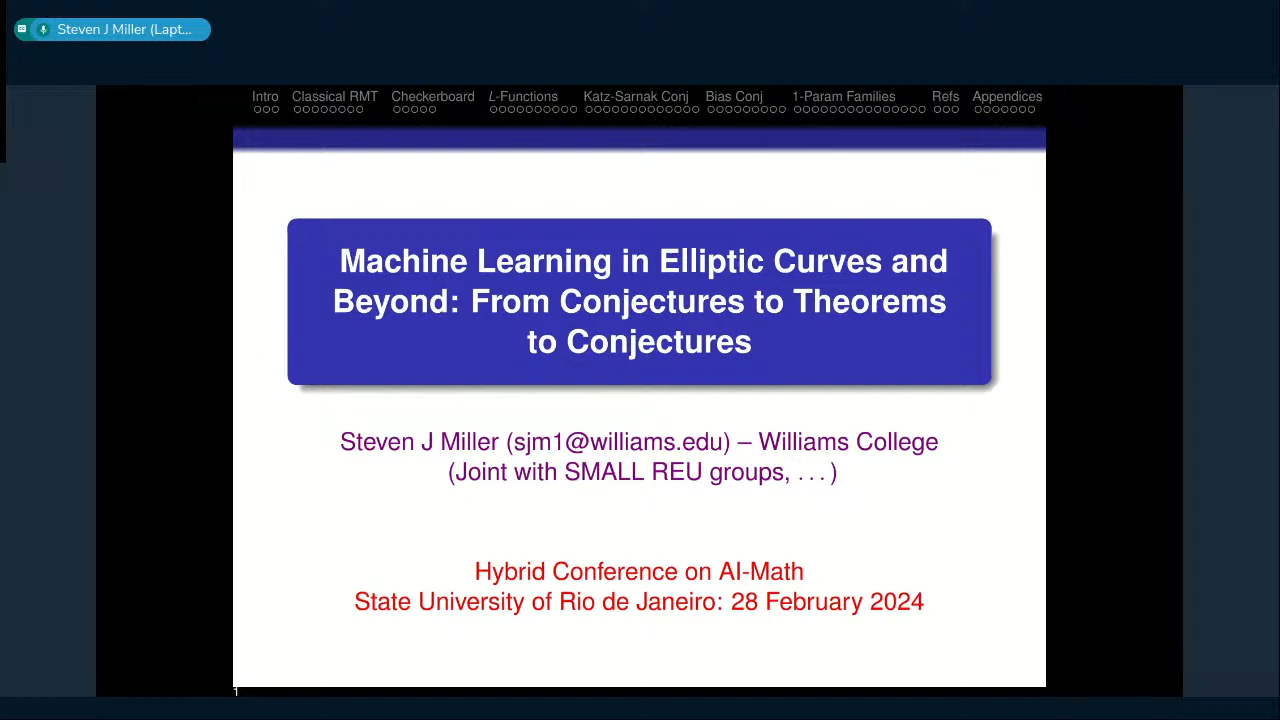 Steven J Miller (Lapt...
Intro Classical RMT Checkerboard L-Functions Katz-Sarnak Conj Bias Conj 1-Param Families Refs Appendices
Machine Learning in Elliptic Curves and
Beyond: From Conjectures to Theorems
to Conjectures
Steven J Miller (sjm1@williams.edu) – Williams College
(Joint with SMALL REU groups, . . . )
Hybrid Conference on AI-Math
State University of Rio de Janeiro: 28 February 2024
1